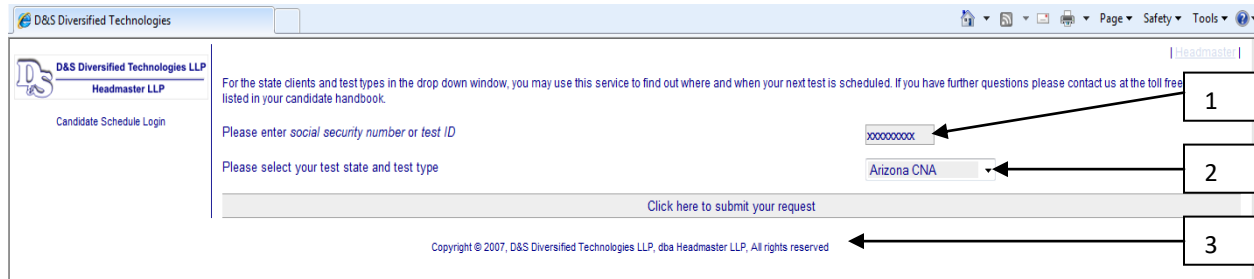 D&S Diversified Technologies
Page Safety Tools
| Headmaster |
D&S Diversified Technologies LLP
Headmaster LLP
Candidate Schedule Login
For the state clients and test types in the drop down window, you may use this service to find out where and when your next test is scheduled. If you have further questions please contact us at the toll free
listed in your candidate handbook.
Please enter social security number or test ID
xxxxxxxxx
Please select your test state and test type
Arizona CNA
Click here to submit your request
Copyright © 2007, D&S Diversified Technologies LLP, dba Headmaster LLP, All rights reserved
1
2
3